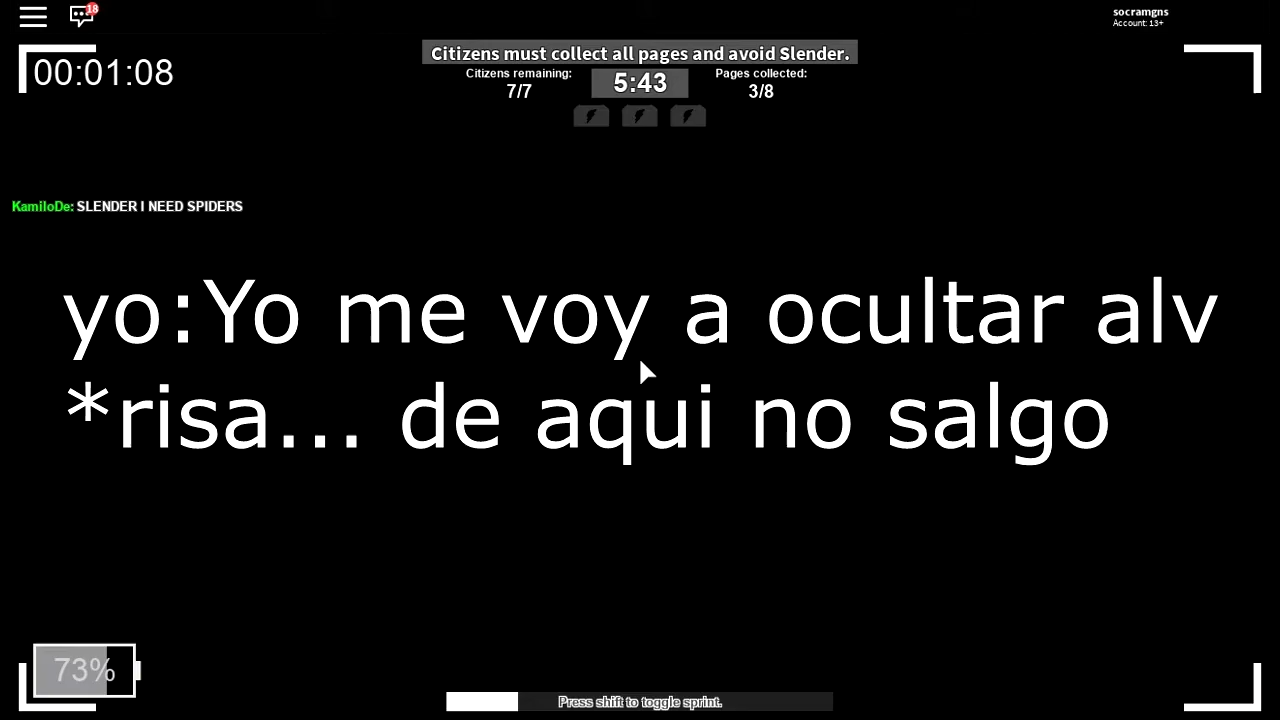 18
socramgns
Account: 13+
00:01:08
Citizens must collect all pages and avoid Slender.
Citizens remaining:
7/7
5:43
Pages collected:
3/8
KamiloDe: SLENDER I NEED SPIDERS
yo:Yo me voy a ocultar alv
*risa... de aqui no salgo
73%
Press shift to toggle sprint.